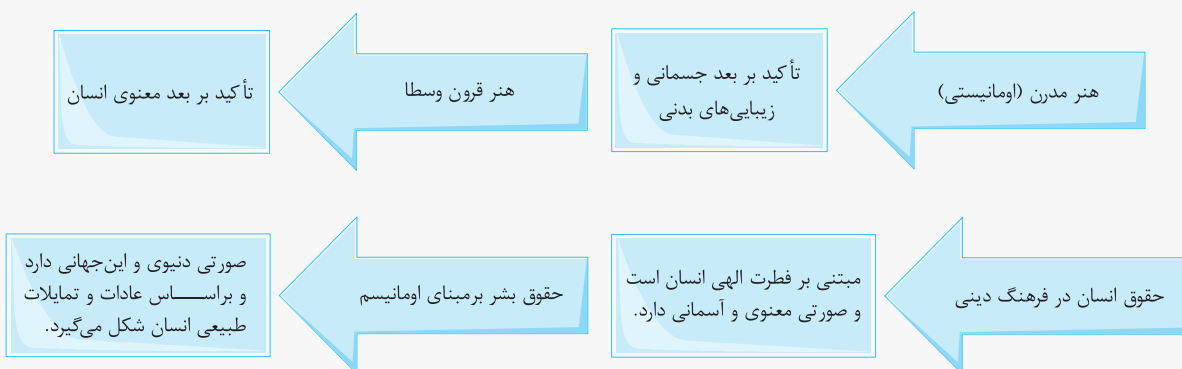 هنر مدرن (اومانیستی)
تأکید بر بعد جسمانی و
زیبایی‌های بدنی
هنر قرون وسطا
تأکید بر بعد معنوی انسان
حقوق انسان در فرهنگ دینی
مبتنی بر فطرت الهی انسان است
و صورتی معنوی و آسمانی دارد.
حقوق بشر برمبنای اومانیسم
صورتی دنیوی و این‌جهانی دارد
و براســـاس عادات و تمایلات
طبیعی انسان شکل می‌گیرد.